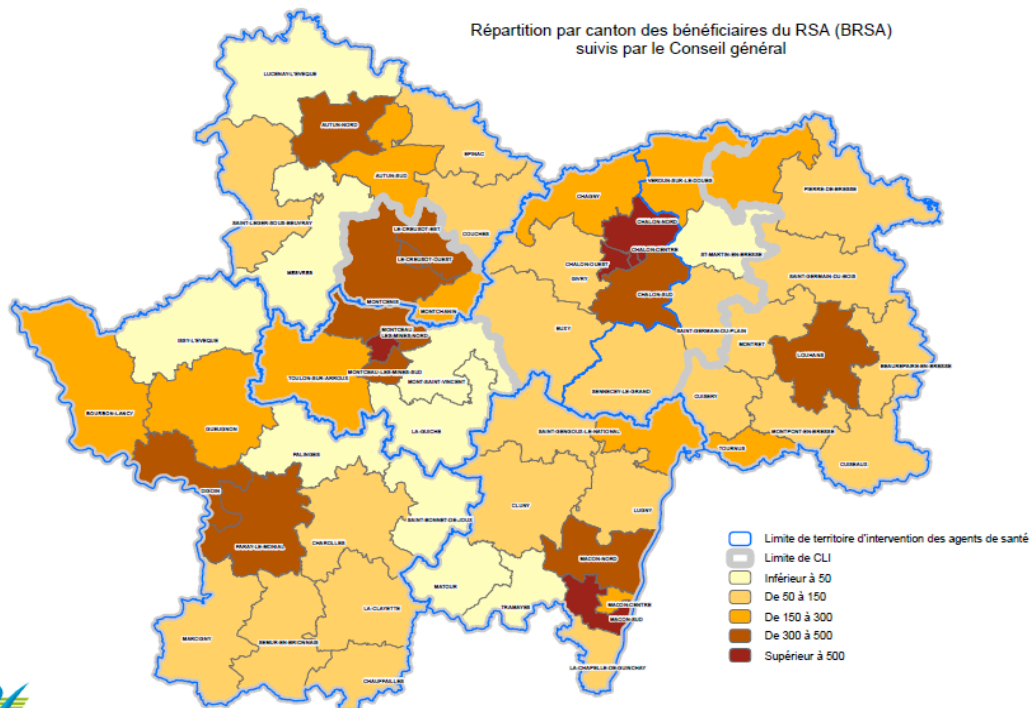 Répartition par canton des bénéficiaires du RSA (BRSA)
suivis par le Conseil général
LUCENAY-L'EVEQUE
AUTUN-NORD
EPINAC
AUTUN-SUD
VERDUN-SUR-LE-DOUBS
PIERRE-DE-BRESSE
CHAGNY
SAINT-LEGER-SOUS-BEUVRAY
LE-CREUSOT-EST
COUCHES
CHALON-NORD
CHALON-CENTRE
ST-MARTIN-EN-BRESSE
LE-CREUSOT-OUEST
CHALON-OUEST
GIVRY
MESVRES
SAINT-GERMAIN-DU-BOIS
CHALON-SUD
MONTCENIS
MONTCHANIN
BUXY
SAINT-GERMAIN-DU-PLAIN
MONTCEAU
LES-MINES-NORD
ISSY-L'EVEQUE
MONTRET
LOUHANS
BEAUREPAIRE-EN-BRESSE
MONTCEAU-LES-MINES-SUD
TOULON-SUR-ARROUX
MONT-SAINT-VINCENT
SENNECEY-LE-GRAND
CUISERY
BOURBON-LANCY
GUEUGNON
LA-GUICHE
SAINT-GENGOUX-LE-NATIONAL
MONTPONT-EN-BRESSE
TOURNUS
PALINGES
CUISEAUX
DIGOIN
CLUNY
LUGNY
SAINT-BONNET-DE-JOUX
PARAY-LE-MONIAL
CHAROLLES
MACON-NORD
MATOUR
MACON-CENTRE
TRAMAYES
MACON-SUD
LA-CLAYETTE
MARCIGNY
SEMUR-EN-BRIONNAIS
LA-CHAPELLE-DE-GUINCHAY
CHAUFFAILLES
Limite de territoire d'intervention des agents de santé
Limite de CLI
Inférieur à 50
De 50 à 150
De 150 à 300
De 300 à 500
Supérieur à 500